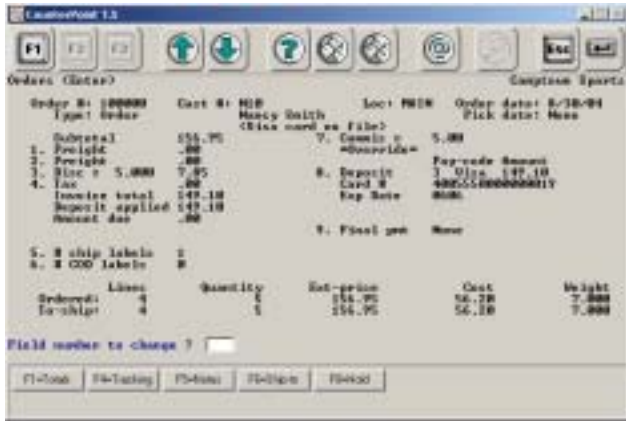 CounterPoint 7.5
F1 F2 F3 Esc
Orders (Enter) Camptown Sports
Order #: 100000 Cust #: Loc: MAIN Order date: 8/30/04
Type: Order Nancy Smith Pick date: None
<Visa card on file>
Subtotal 156.95 7. Commis : 5.00
1. Freight .00 =Override=
2. Freight .00 Pay-code Amount
3. Disc : 5.000 7.85 8. Deposit 3 Visa 149.10
4. Tax .00 Card #
Invoice total 149.10 Exp Date
Deposit applied 149.10
Amount due .00
9. Final pmt None
5. # ship labels 1
6. # COD labels 0
Lines Quantity Ext-price Cost Weight
Ordered: 4 5 156.95 56.20 7.000
To-ship: 4 5 156.95 56.20 7.000
Field number to change ?
F1=Totals F4=Tracking F5=Notes F6=Ship-to F8=Hold